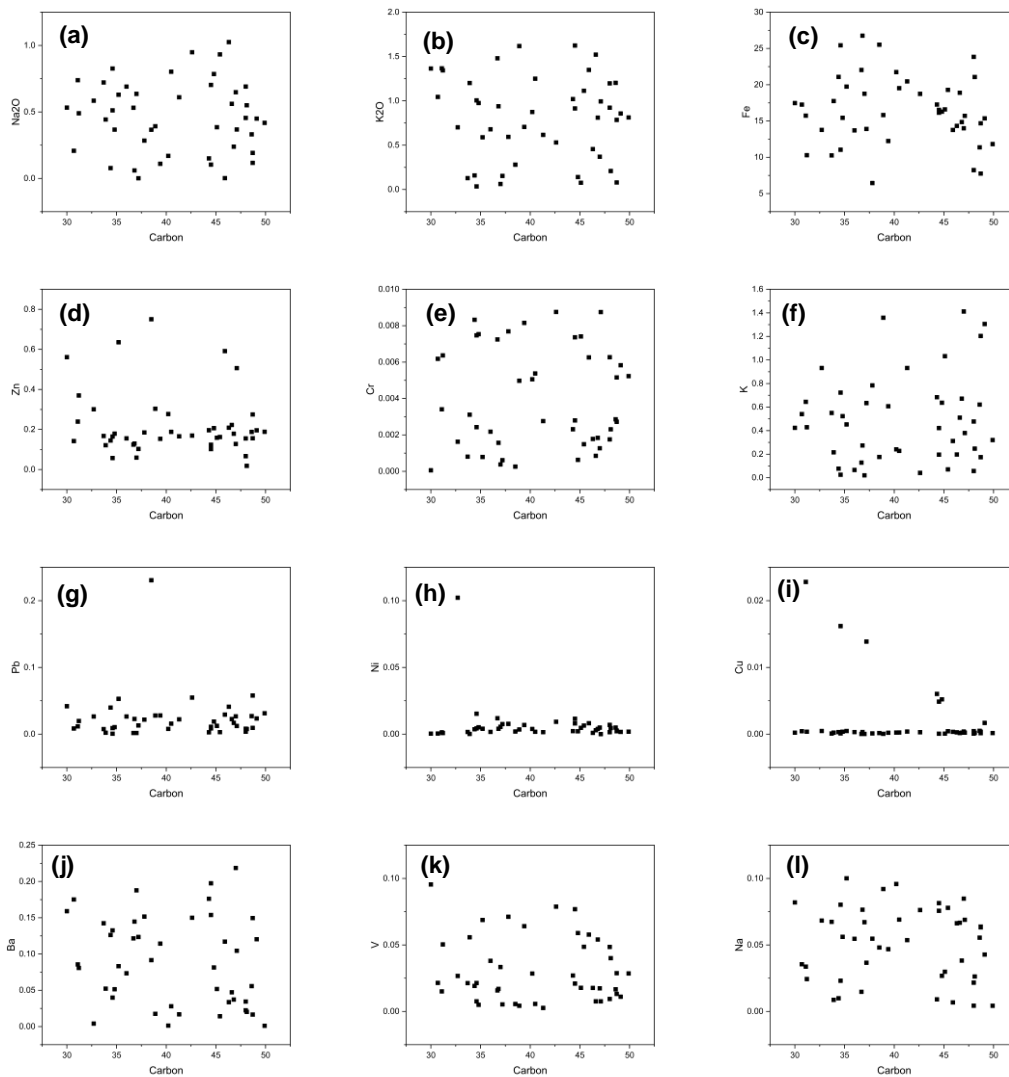 (a)
1.0
0.5
0.0
Na2O
30 35 40 45 50
Carbon
(b)
2.0
1.5
1.0
0.5
0.0
K2O
30 35 40 45 50
Carbon
(c)
30
25
20
15
10
5
Fe
30 35 40 45 50
Carbon
(d)
0.8
0.6
0.4
0.2
0.0
Zn
30 35 40 45 50
Carbon
(e)
0.010
0.008
0.006
0.004
0.002
0.000
Cr
30 35 40 45 50
Carbon
(f)
1.6
1.4
1.2
1.0
0.8
0.6
0.4
0.2
0.0
K
30 35 40 45 50
Carbon
(g)
0.2
0.1
0.0
Pb
30 35 40 45 50
Carbon
(h)
0.10
0.05
0.00
Ni
30 35 40 45 50
Carbon
(i)
0.02
0.01
0.00
Cu
30 35 40 45 50
Carbon
(j)
0.25
0.20
0.15
0.10
0.05
0.00
Ba
30 35 40 45 50
Carbon
(k)
0.10
0.05
0.00
V
30 35 40 45 50
Carbon
(l)
0.10
0.05
0.00
Na
30 35 40 45 50
Carbon